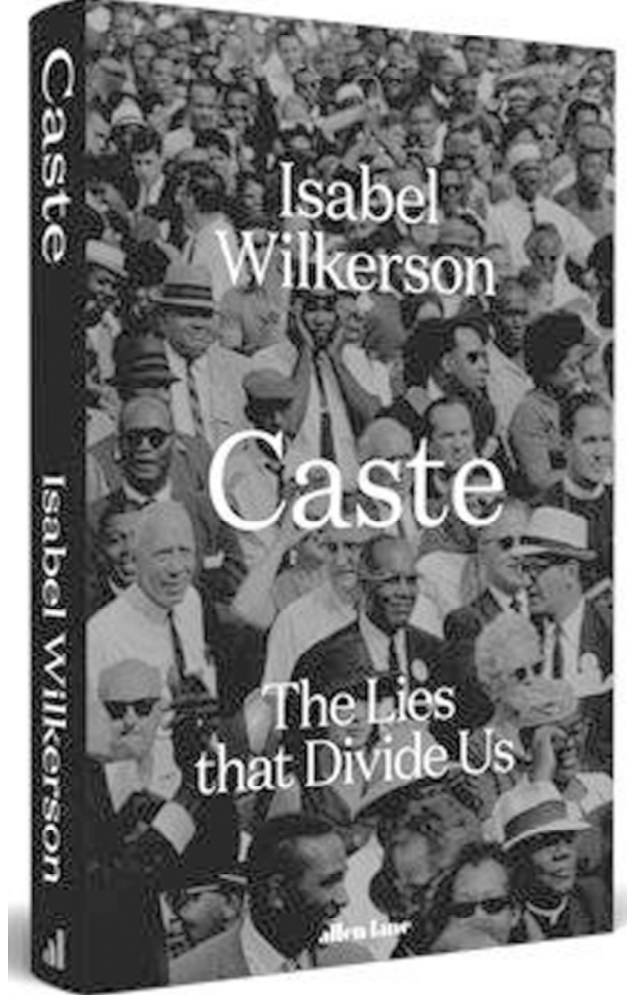 Caste
Isabel Wilkerson
Isabel
Wilkerson
Caste
The Lies
that Divide Us
allen lane